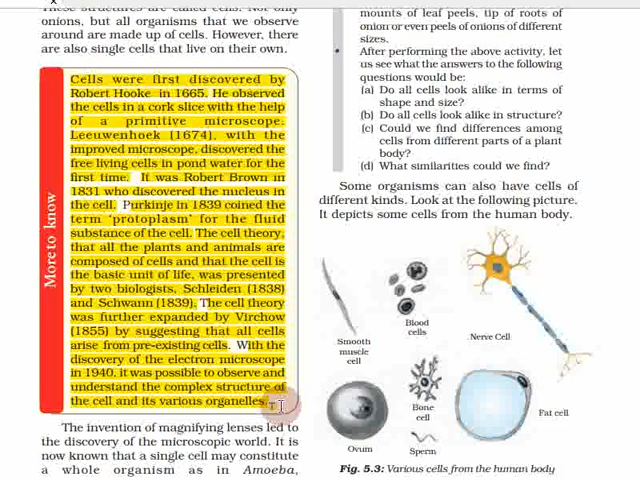 These structures are called cells. Not only
onions, but all organisms that we observe
around are made up of cells. However, there
are also single cells that live on their own.
More to know
Cells were first discovered by
Robert Hooke in 1665. He observed
the cells in a cork slice with the help
of a primitive microscope.
Leeuwenhoek (1674), with the
improved microscope, discovered the
free living cells in pond water for the
first time. It was Robert Brown in
1831 who discovered the nucleus in
the cell. Purkinje in 1839 coined the
term 'protoplasm' for the fluid
substance of the cell. The cell theory,
that all the plants and animals are
composed of cells and that the cell is
the basic unit of life, was presented
by two biologists, Schleiden (1838)
and Schwann (1839). The cell theory
was further expanded by Virchow
(1855) by suggesting that all cells
arise from pre-existing cells. With the
discovery of the electron microscope
in 1940, it was possible to observe and
understand the complex structure of
the cell and its various organelles.
The invention of magnifying lenses led to
the discovery of the microscopic world. It is
now known that a single cell may constitute
a whole organism as in Amoeba,
mounts of leaf peels, tip of roots of
onion or even peels of onions of different
sizes.
• After performing the above activity, let
us see what the answers to the following
questions would be:
(a) Do all cells look alike in terms of
shape and size?
(b) Do all cells look alike in structure?
(c) Could we find differences among
cells from different parts of a plant
body?
(d) What similarities could we find?
Some organisms can also have cells of
different kinds. Look at the following picture.
It depicts some cells from the human body.
Smooth
muscle
cell
Blood
cells
Nerve Cell
Bone
cell
Fat cell
Ovum
Sperm
Fig. 5.3: Various cells from the human body